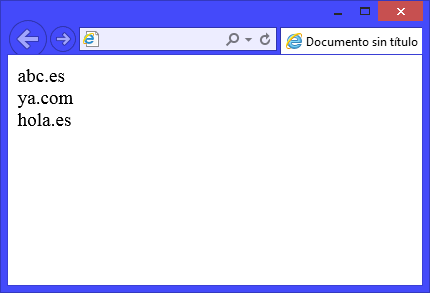 Documento sin título
abc.es
ya.com
hola.es